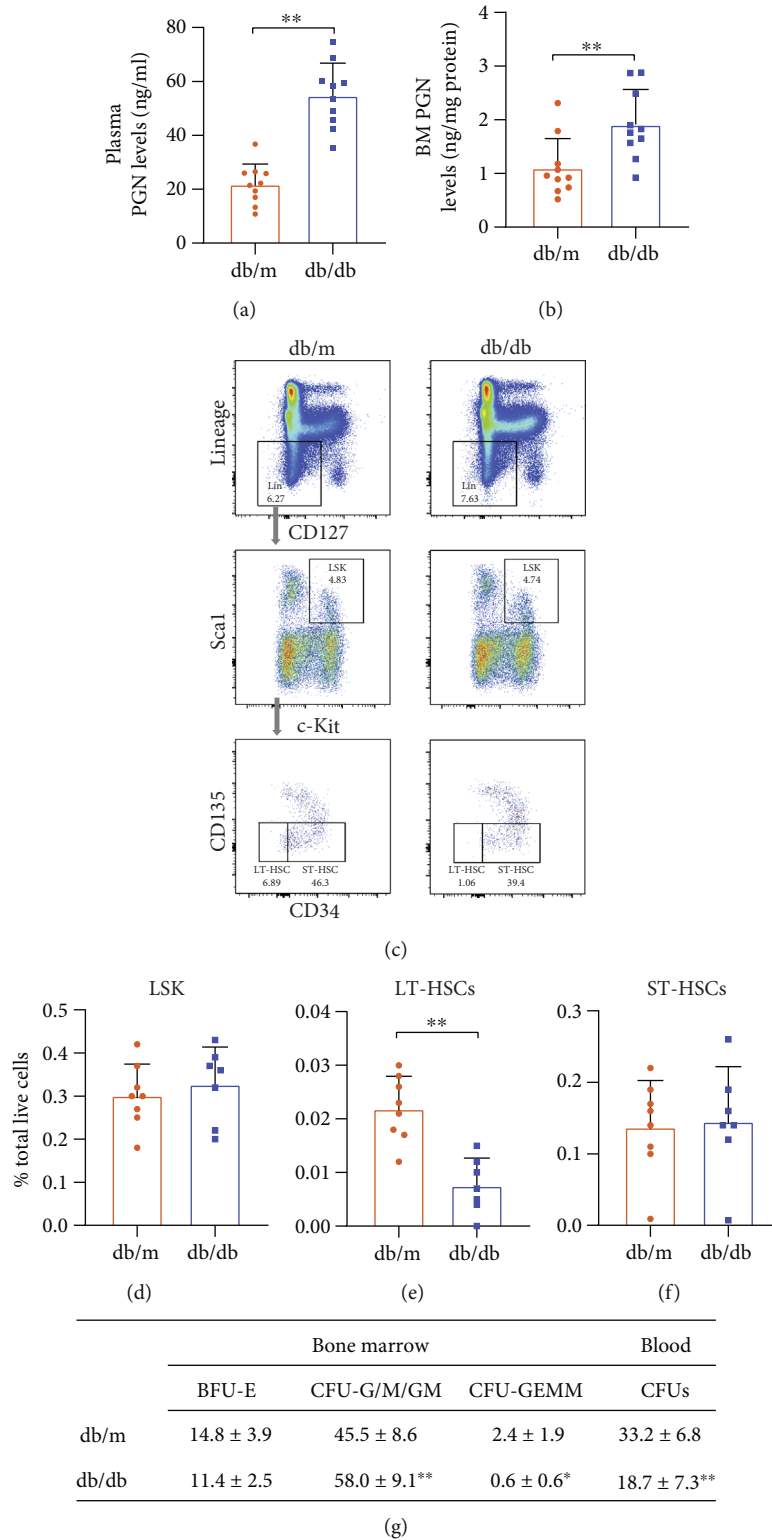 80
60
40
20
0
Plasma
PGN levels (ng/ml)
**
db/m
db/db
(a)
4
3
2
1
0
BM PGN
levels (ng/mg protein)
**
db/m
db/db
(b)
db/m
db/db
Lineage
Lin
6.27
Lin
7.63
CD127
Sca1
LSK
4.83
LSK
4.74
c-Kit
CD135
LT-HSC ST-HSC
6.89 46.3
LT-HSC ST-HSC
1.06 39.4
CD34
(c)
LSK
% total live cells
0.5
0.4
0.3
0.2
0.1
0.0
db/m
db/db
(d)
LT-HSCs
0.04
0.03
0.02
0.01
0.00
**
db/m
db/db
(e)
ST-HSCs
0.3
0.2
0.1
0.0
db/m
db/db
(f)
Bone marrow Blood
BFU-E CFU-G/M/GM CFU-GEMM CFUs
db/m 14.8 ± 3.9 45.5 ± 8.6 2.4 ± 1.9 33.2 ± 6.8
db/db 11.4 ± 2.5 58.0 ± 9.1** 0.6 ± 0.6* 18.7 ± 7.3**
(g)